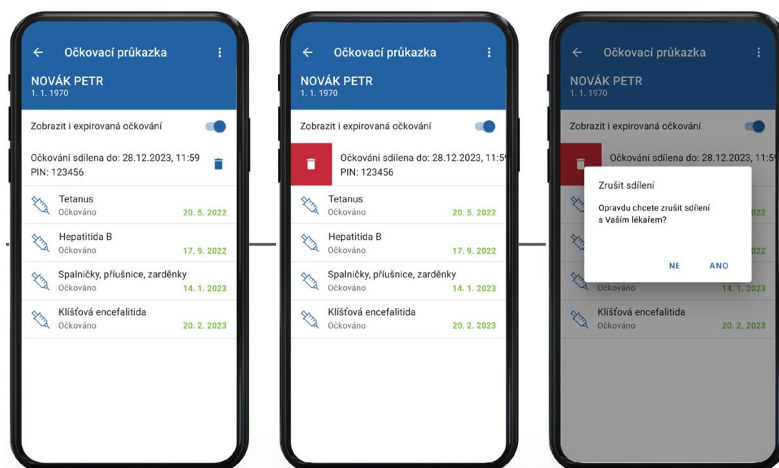 Očkovací průkazka
NOVÁK PETR
1. 1. 1970
Zobrazit i expirovaná očkování
Očkování sdílena do: 28.12.2023, 11:59
PIN: 123456
Tetanus
Očkováno 20. 5. 2022
Hepatitida B
Očkováno 17. 9. 2022
Spalničky, příušnice, zarděnky
Očkováno 14. 1. 2023
Klíšťová encefalitida
Očkováno 20. 2. 2023
Očkovací průkazka
NOVÁK PETR
1. 1. 1970
Zobrazit i expirovaná očkování
Očkování sdílena do: 28.12.2023, 11:5
PIN: 123456
Tetanus
Očkováno 20. 5. 2022
Hepatitida B
Očkováno 17. 9. 2022
Spalničky, příušnice, zarděnky
Očkováno 14. 1. 2023
Klíšťová encefalitida
Očkováno 20. 2. 2023
Očkovací průkazka
NOVÁK PETR
1. 1. 1970
Zobrazit i expirovaná očkování
Očkování sdílena do: 28.12.2023, 11:5
Zrušit sdílení
Opravdu chcete zrušit sdílení
s Vaším lékařem?
NE ANO
022
022
Očkováno 14. 1. 2023
Klíšťová encefalitida
Očkováno 20. 2. 2023